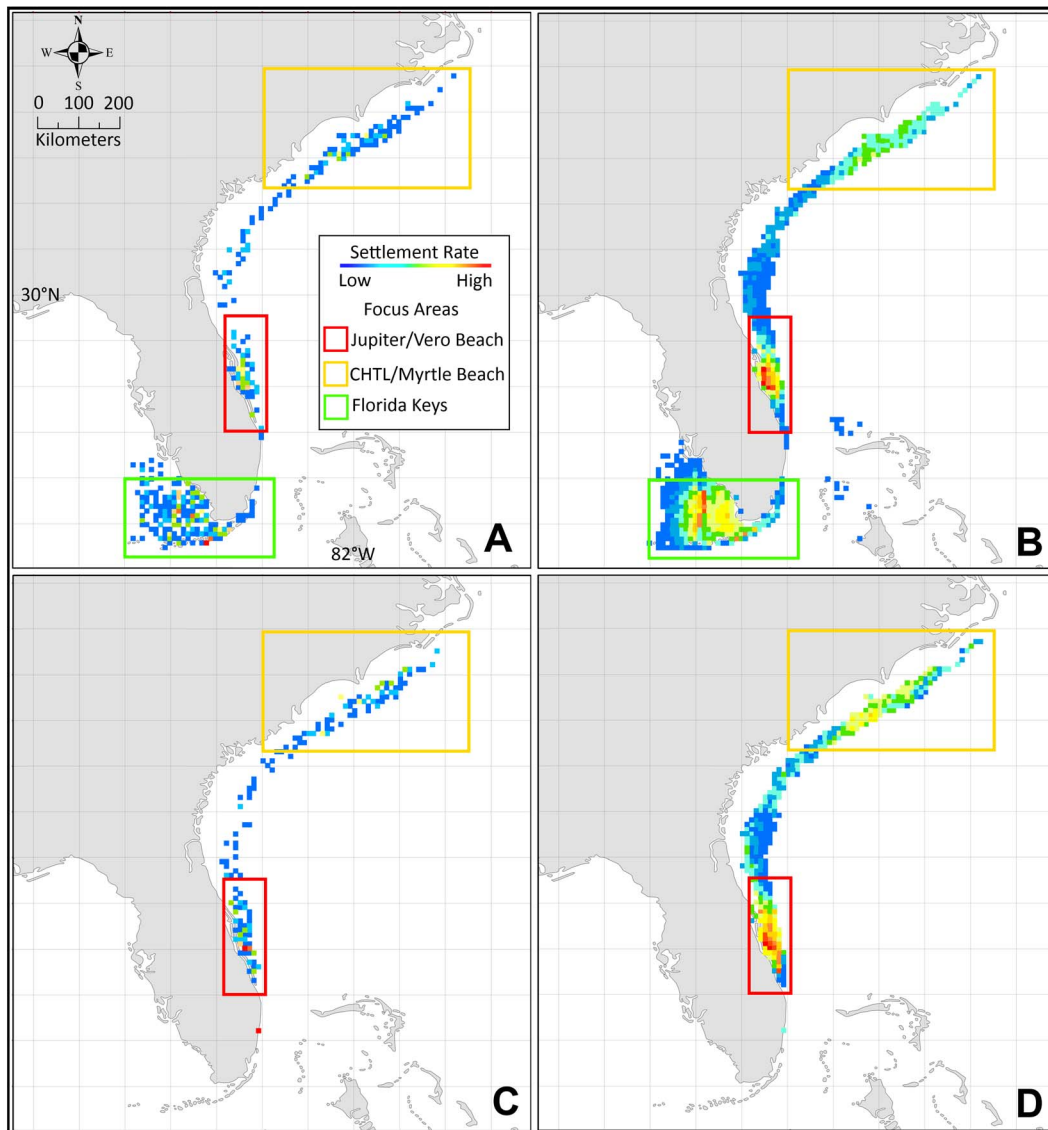 N
W E
S
0 100 200
Kilometers
Settlement Rate
Low High
Focus Areas
Jupiter/Vero Beach
CHTL/Myrtle Beach
Florida Keys
30°N
82°W
A
B
C
D